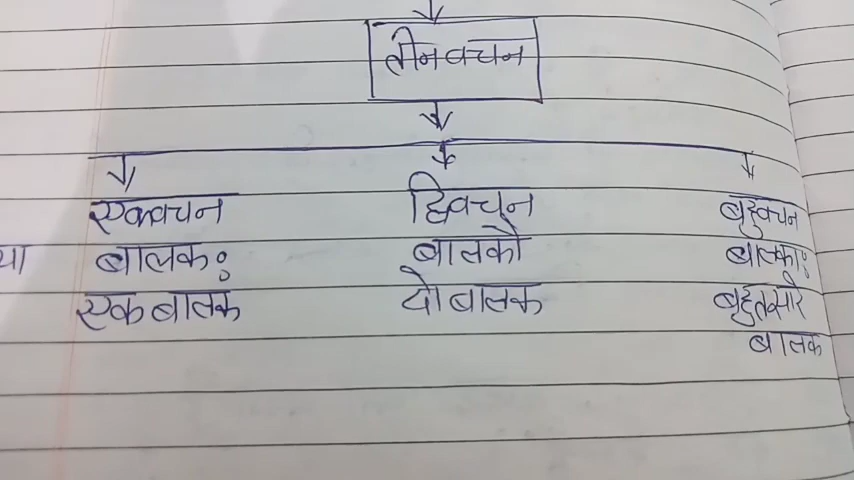 तीन वचन
एकवचन द्विवचन बहुवचन
या बालकः बालकौ बालकाः
एक बालक दो बालक बहुत सारे
बालक